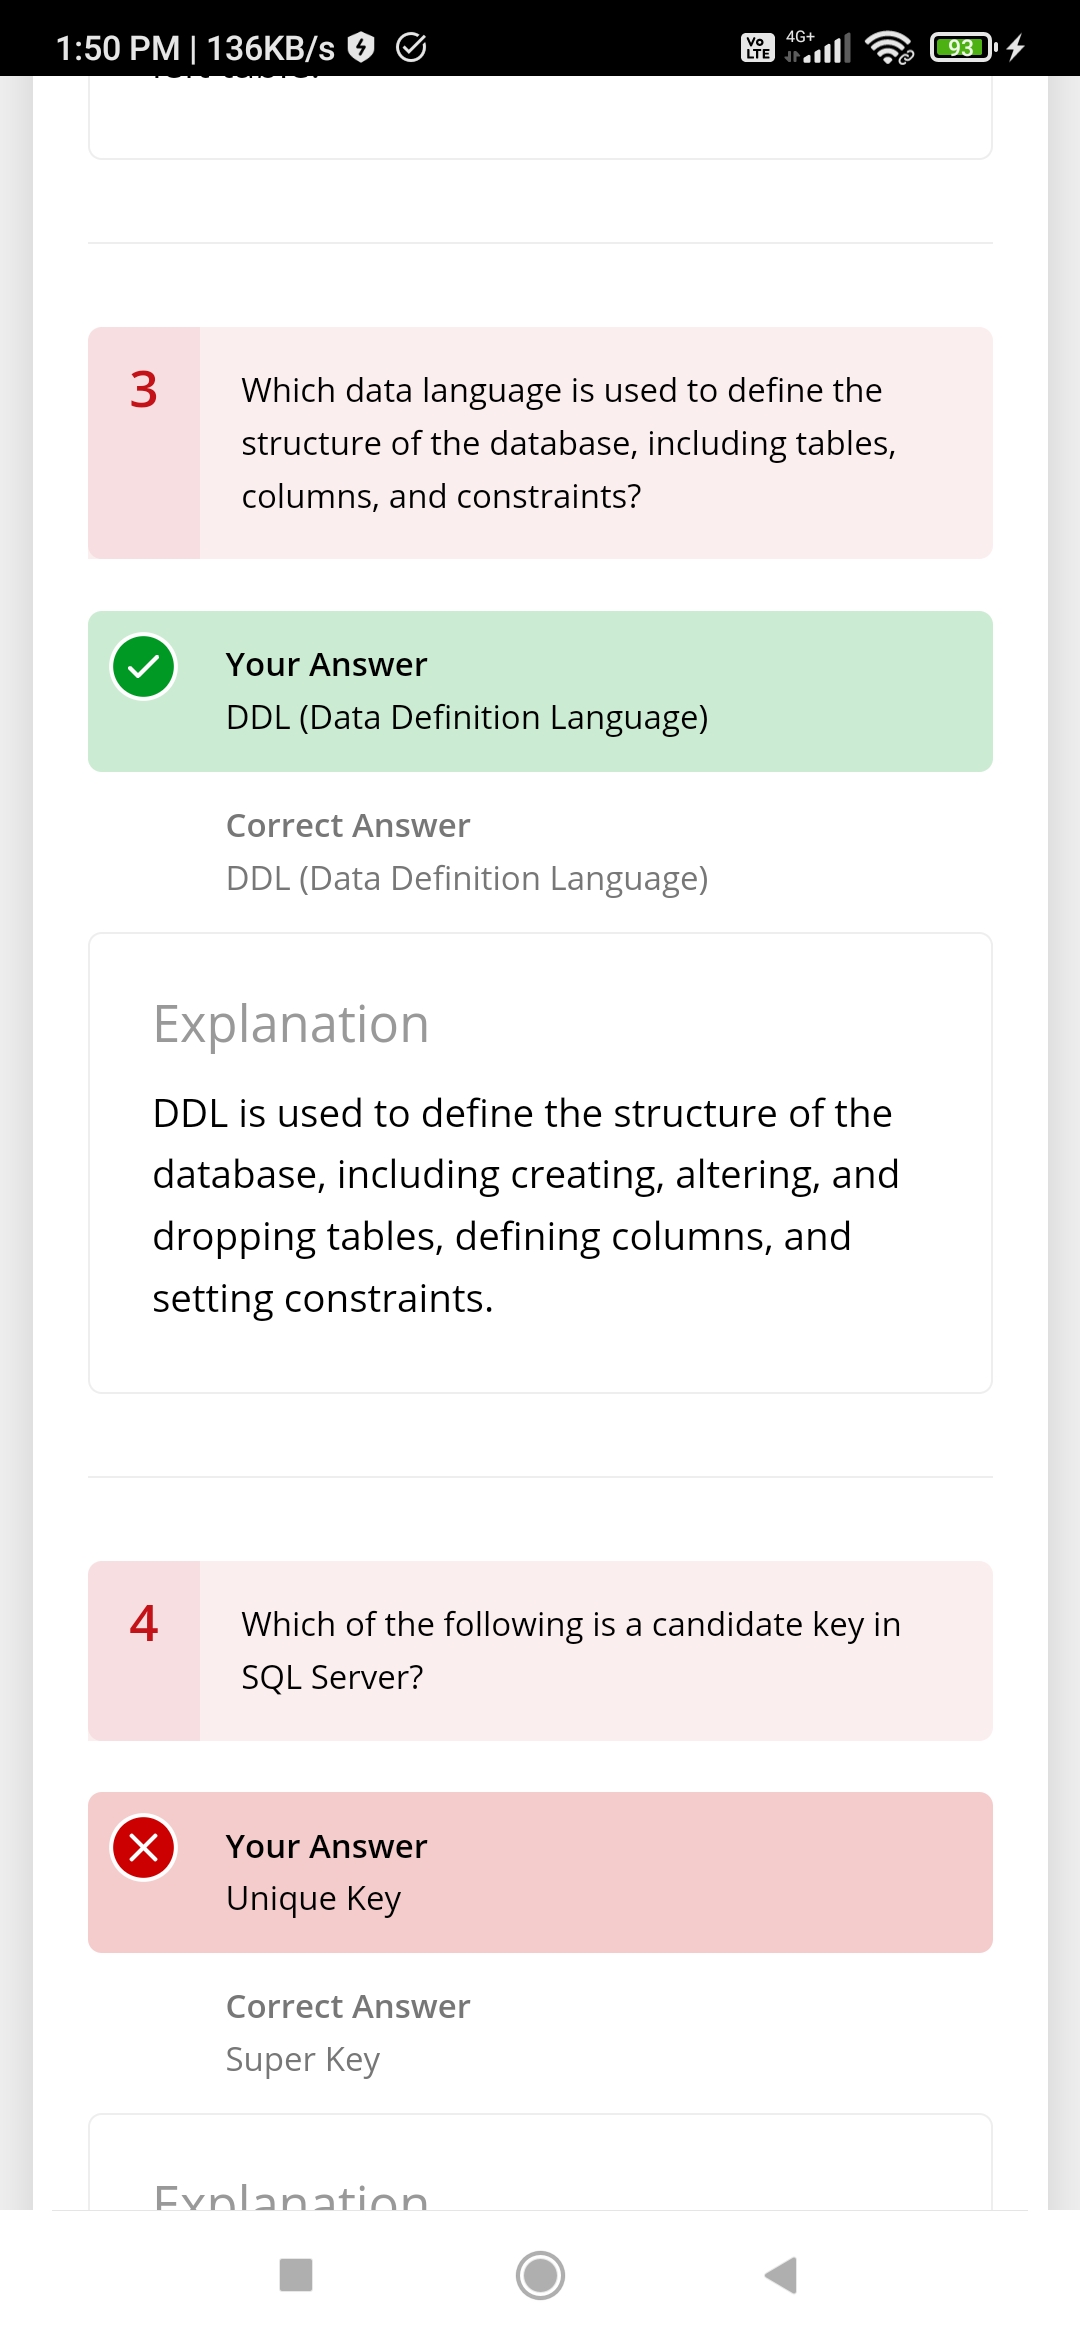 1:50 PM | 136KB/s
Vo LTE 4G+ 93
3
Which data language is used to define the
structure of the database, including tables,
columns, and constraints?
Your Answer
DDL (Data Definition Language)
Correct Answer
DDL (Data Definition Language)
Explanation
DDL is used to define the structure of the
database, including creating, altering, and
dropping tables, defining columns, and
setting constraints.
4
Which of the following is a candidate key in
SQL Server?
Your Answer
Unique Key
Correct Answer
Super Key
Explanation